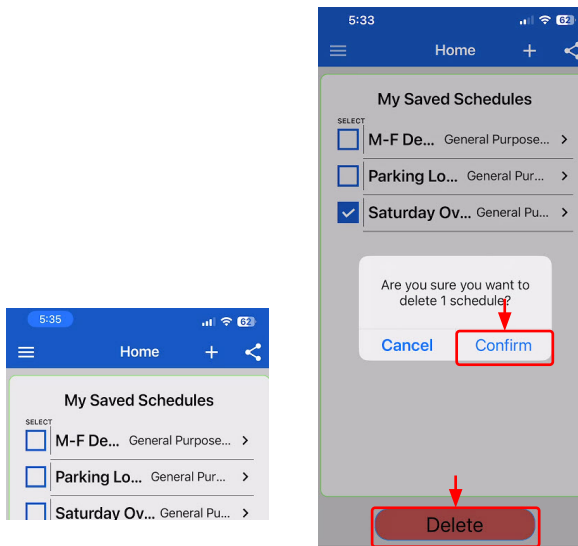 5:35 62
Home +
My Saved Schedules
SELECT
M-F De... General Purpose... >
Parking Lo... General Pur... >
Saturday Ov... General Pu... >
5:33 62
Home +
My Saved Schedules
SELECT
M-F De... General Purpose... >
Parking Lo... General Pur... >
Saturday Ov... General Pu... >
Are you sure you want to
delete 1 schedule?
Cancel Confirm
Delete